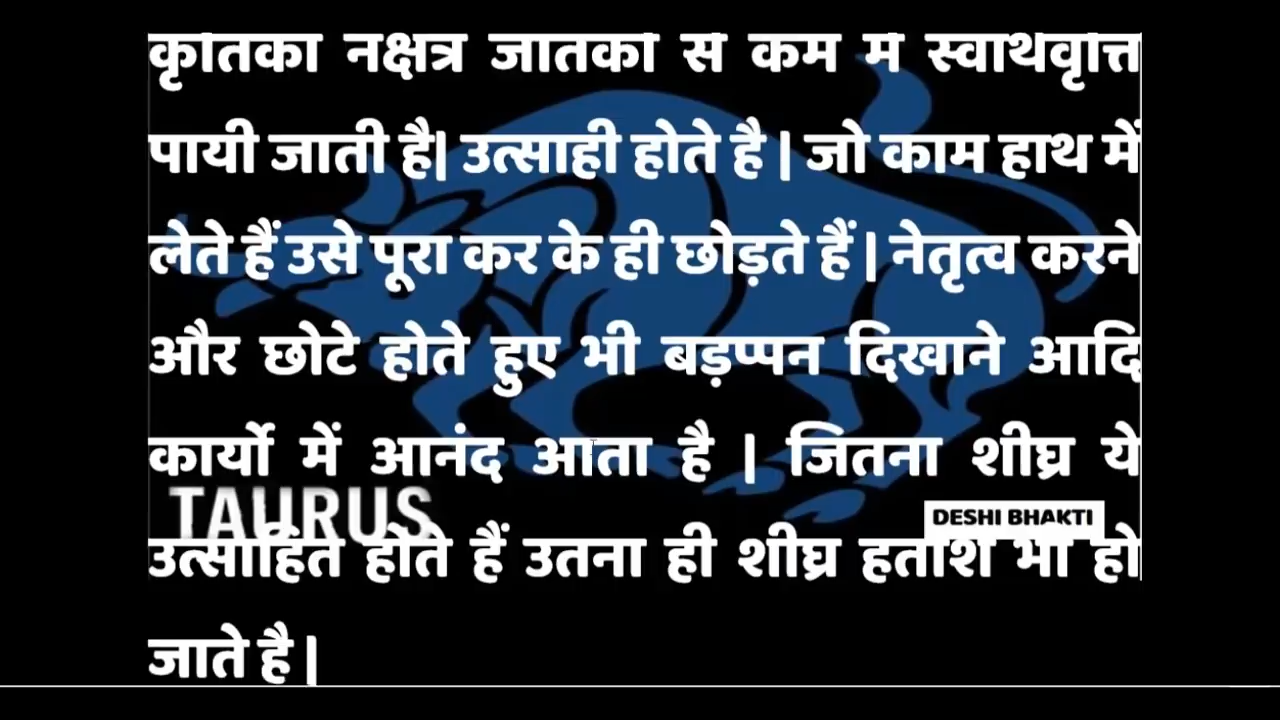 कृतिका नक्षत्र जातको से कम में स्वार्थवृत्ति
पायी जाती है| उत्साही होते है | जो काम हाथ में
लेते हैं उसे पूरा कर के ही छोड़ते हैं | नेतृत्व करने
और छोटे होते हुए भी बड़प्पन दिखाने आदि
कार्यो में आनंद आता है | जितना शीघ्र ये
TAURUS
DESHI BHAKTI
उत्साहित होते हैं उतना ही शीघ्र हताश भी हो
जाते है |